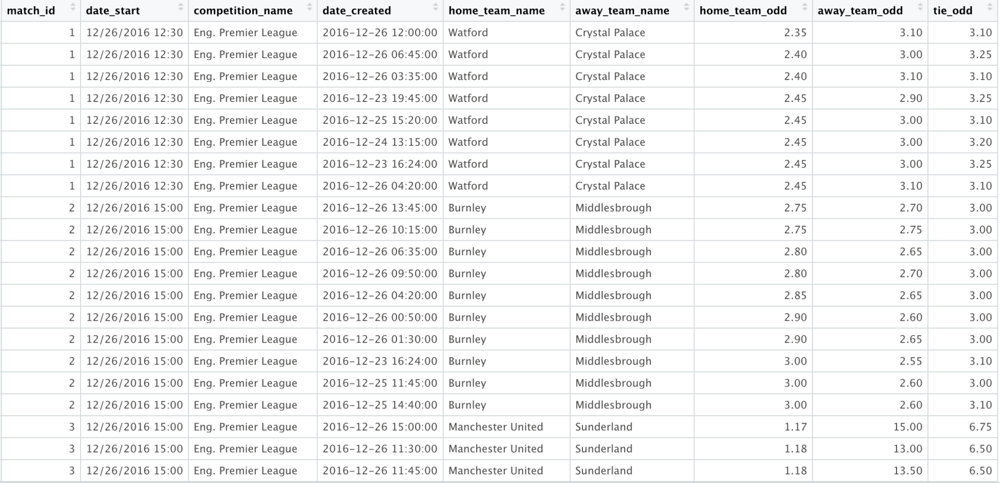 match_id date_start competition_name date_created home_team_name away_team_name home_team_odd away_team_odd tie_odd
1 12/26/2016 12:30 Eng. Premier League 2016-12-26 12:00:00 Watford Crystal Palace 2.35 3.10 3.10
1 12/26/2016 12:30 Eng. Premier League 2016-12-26 06:45:00 Watford Crystal Palace 2.40 3.00 3.25
1 12/26/2016 12:30 Eng. Premier League 2016-12-26 03:35:00 Watford Crystal Palace 2.40 3.10 3.10
1 12/26/2016 12:30 Eng. Premier League 2016-12-23 19:45:00 Watford Crystal Palace 2.45 2.90 3.25
1 12/26/2016 12:30 Eng. Premier League 2016-12-25 15:20:00 Watford Crystal Palace 2.45 3.00 3.10
1 12/26/2016 12:30 Eng. Premier League 2016-12-24 13:15:00 Watford Crystal Palace 2.45 3.00 3.20
1 12/26/2016 12:30 Eng. Premier League 2016-12-23 16:24:00 Watford Crystal Palace 2.45 3.00 3.25
1 12/26/2016 12:30 Eng. Premier League 2016-12-26 04:20:00 Watford Crystal Palace 2.45 3.10 3.10
2 12/26/2016 15:00 Eng. Premier League 2016-12-26 13:45:00 Burnley Middlesbrough 2.75 2.70 3.00
2 12/26/2016 15:00 Eng. Premier League 2016-12-26 10:15:00 Burnley Middlesbrough 2.75 2.75 3.00
2 12/26/2016 15:00 Eng. Premier League 2016-12-26 06:35:00 Burnley Middlesbrough 2.80 2.65 3.00
2 12/26/2016 15:00 Eng. Premier League 2016-12-26 09:50:00 Burnley Middlesbrough 2.80 2.70 3.00
2 12/26/2016 15:00 Eng. Premier League 2016-12-26 04:20:00 Burnley Middlesbrough 2.85 2.65 3.00
2 12/26/2016 15:00 Eng. Premier League 2016-12-26 00:50:00 Burnley Middlesbrough 2.90 2.60 3.00
2 12/26/2016 15:00 Eng. Premier League 2016-12-26 01:30:00 Burnley Middlesbrough 2.90 2.65 3.00
2 12/26/2016 15:00 Eng. Premier League 2016-12-23 16:24:00 Burnley Middlesbrough 3.00 2.55 3.10
2 12/26/2016 15:00 Eng. Premier League 2016-12-25 11:45:00 Burnley Middlesbrough 3.00 2.60 3.00
2 12/26/2016 15:00 Eng. Premier League 2016-12-25 14:40:00 Burnley Middlesbrough 3.00 2.60 3.10
3 12/26/2016 15:00 Eng. Premier League 2016-12-26 15:00:00 Manchester United Sunderland 1.17 15.00 6.75
3 12/26/2016 15:00 Eng. Premier League 2016-12-26 11:30:00 Manchester United Sunderland 1.18 13.00 6.50
3 12/26/2016 15:00 Eng. Premier League 2016-12-26 11:45:00 Manchester United Sunderland 1.18 13.50 6.50